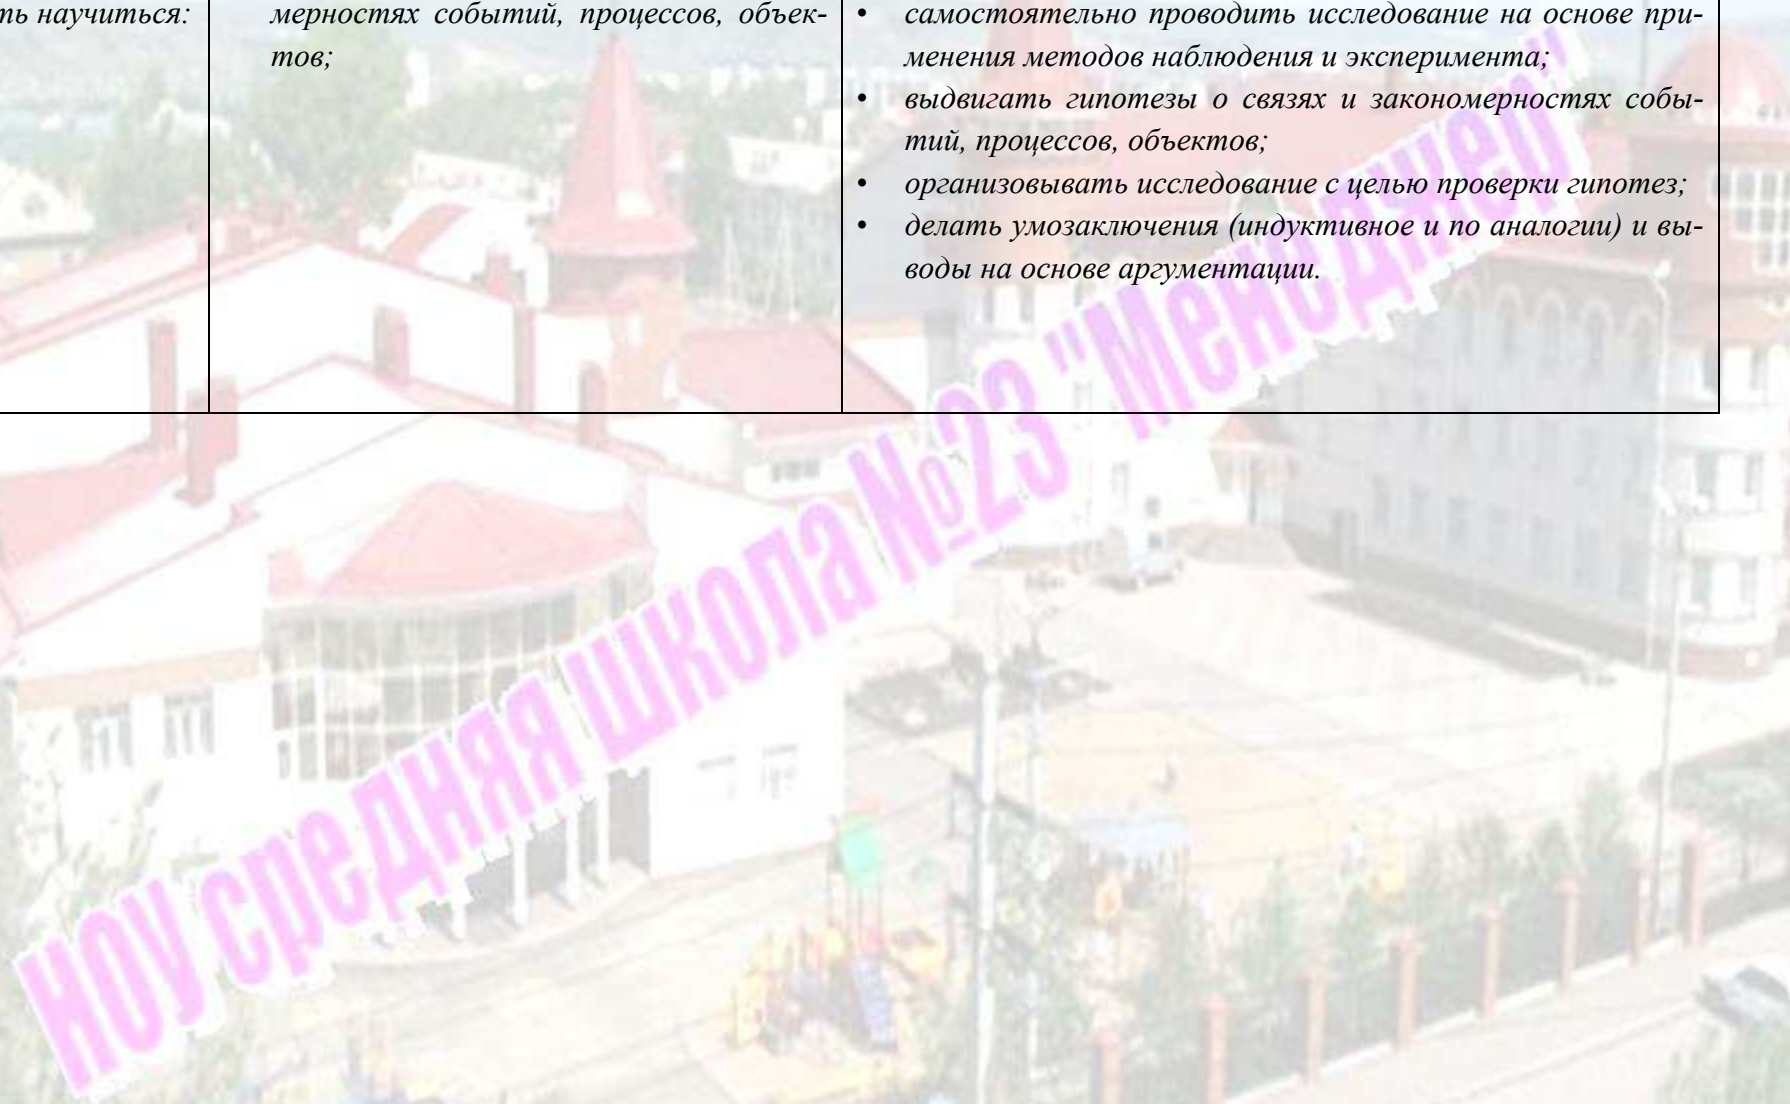 ть научиться:
мерностях событий, процессов, объек-
тов;
• самостоятельно проводить исследование на основе при-
менения методов наблюдения и эксперимента;
• выдвигать гипотезы о связях и закономерностях собы-
тий, процессов, объектов;
• организовывать исследование с целью проверки гипотез;
• делать умозаключения (индуктивное и по аналогии) и вы-
воды на основе аргументации.
НОУ средняя школа №23 "Менеджер"